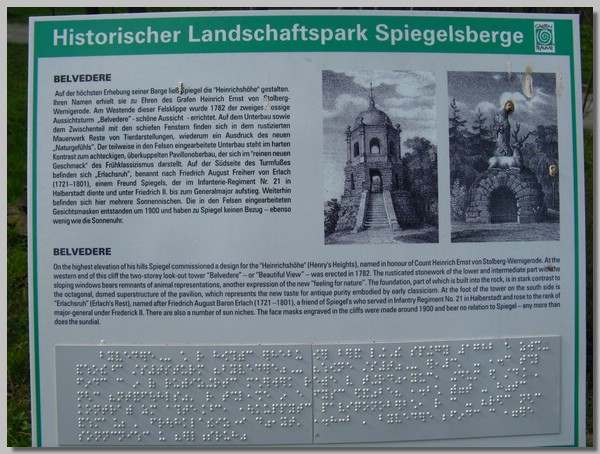 Historischer Landschaftspark Spiegelsberge
GARTEN
TRÄUME
BELVEDERE
Auf der höchsten Erhebung seiner Berge ließ Spiegel die "Heinrichshöhe" gestalten.
Ihren Namen erhielt sie zu Ehren des Grafen Heinrich Ernst von Stolberg-
Wernigerode. Am Westende dieser Felsklippe wurde 1782 der zweigeschossige
Aussichtsturm „Belvedere" - schöne Aussicht - errichtet. Auf dem Unterbau sowie
dem Zwischenteil mit den schiefen Fenstern finden sich in dem rustizierten
Mauerwerk Reste von Tierdarstellungen, wiederum ein Ausdruck des neuen
„Naturgefühls". Der teilweise in den Felsen eingearbeitete Unterbau steht im harten
Kontrast zum achteckigen, überkuppelten Pavillonoberbau, der sich im "reinen neuen
Geschmack" des Frühklassizismus darstellt. Auf der Südseite des Turmfußes
befinden sich „Erlachsruh", benannt nach Friedrich August Freiherr von Erlach
(1721–1801), einem Freund Spiegels, der im Infanterie-Regiment Nr. 21 in
Halberstadt diente und unter Friedrich II. bis zum Generalmajor aufstieg. Weiterhin
befinden sich hier mehrere Sonnennischen. Die in den Felsen eingearbeiteten
Gesichtsmasken entstanden um 1900 und haben zu Spiegel keinen Bezug – ebenso
wenig wie die Sonnenuhr.
BELVEDERE
On the highest elevation of his hills Spiegel commissioned a design for the "Heinrichshöhe" (Henry's Heights), named in honour of Count Heinrich Ernst von Stolberg-Wernigerode. At the
western end of this cliff the two-storey look-out tower "Belvedere" – or "Beautiful View" – was erected in 1782. The rusticated stonework of the lower and intermediate part with the
sloping windows bears remnants of animal representations, another expression of the new "feeling for nature". The foundation, part of which is built into the rock, is in stark contrast to
the octagonal, domed superstructure of the pavilion, which represents the new taste for antique purity embodied by early classicism. At the foot of the tower on the south side is
"Erlachsruh" (Erlach's Rest), named after Friedrich August Baron Erlach (1721 –1801), a friend of Spiegel's who served in Infantry Regiment No. 21 in Halberstadt and rose to the rank of
major-general under Frederick II. There are also a number of sun niches. The face masks engraved in the cliffs were made around 1900 and bear no relation to Spiegel – any more than
does the sundial.